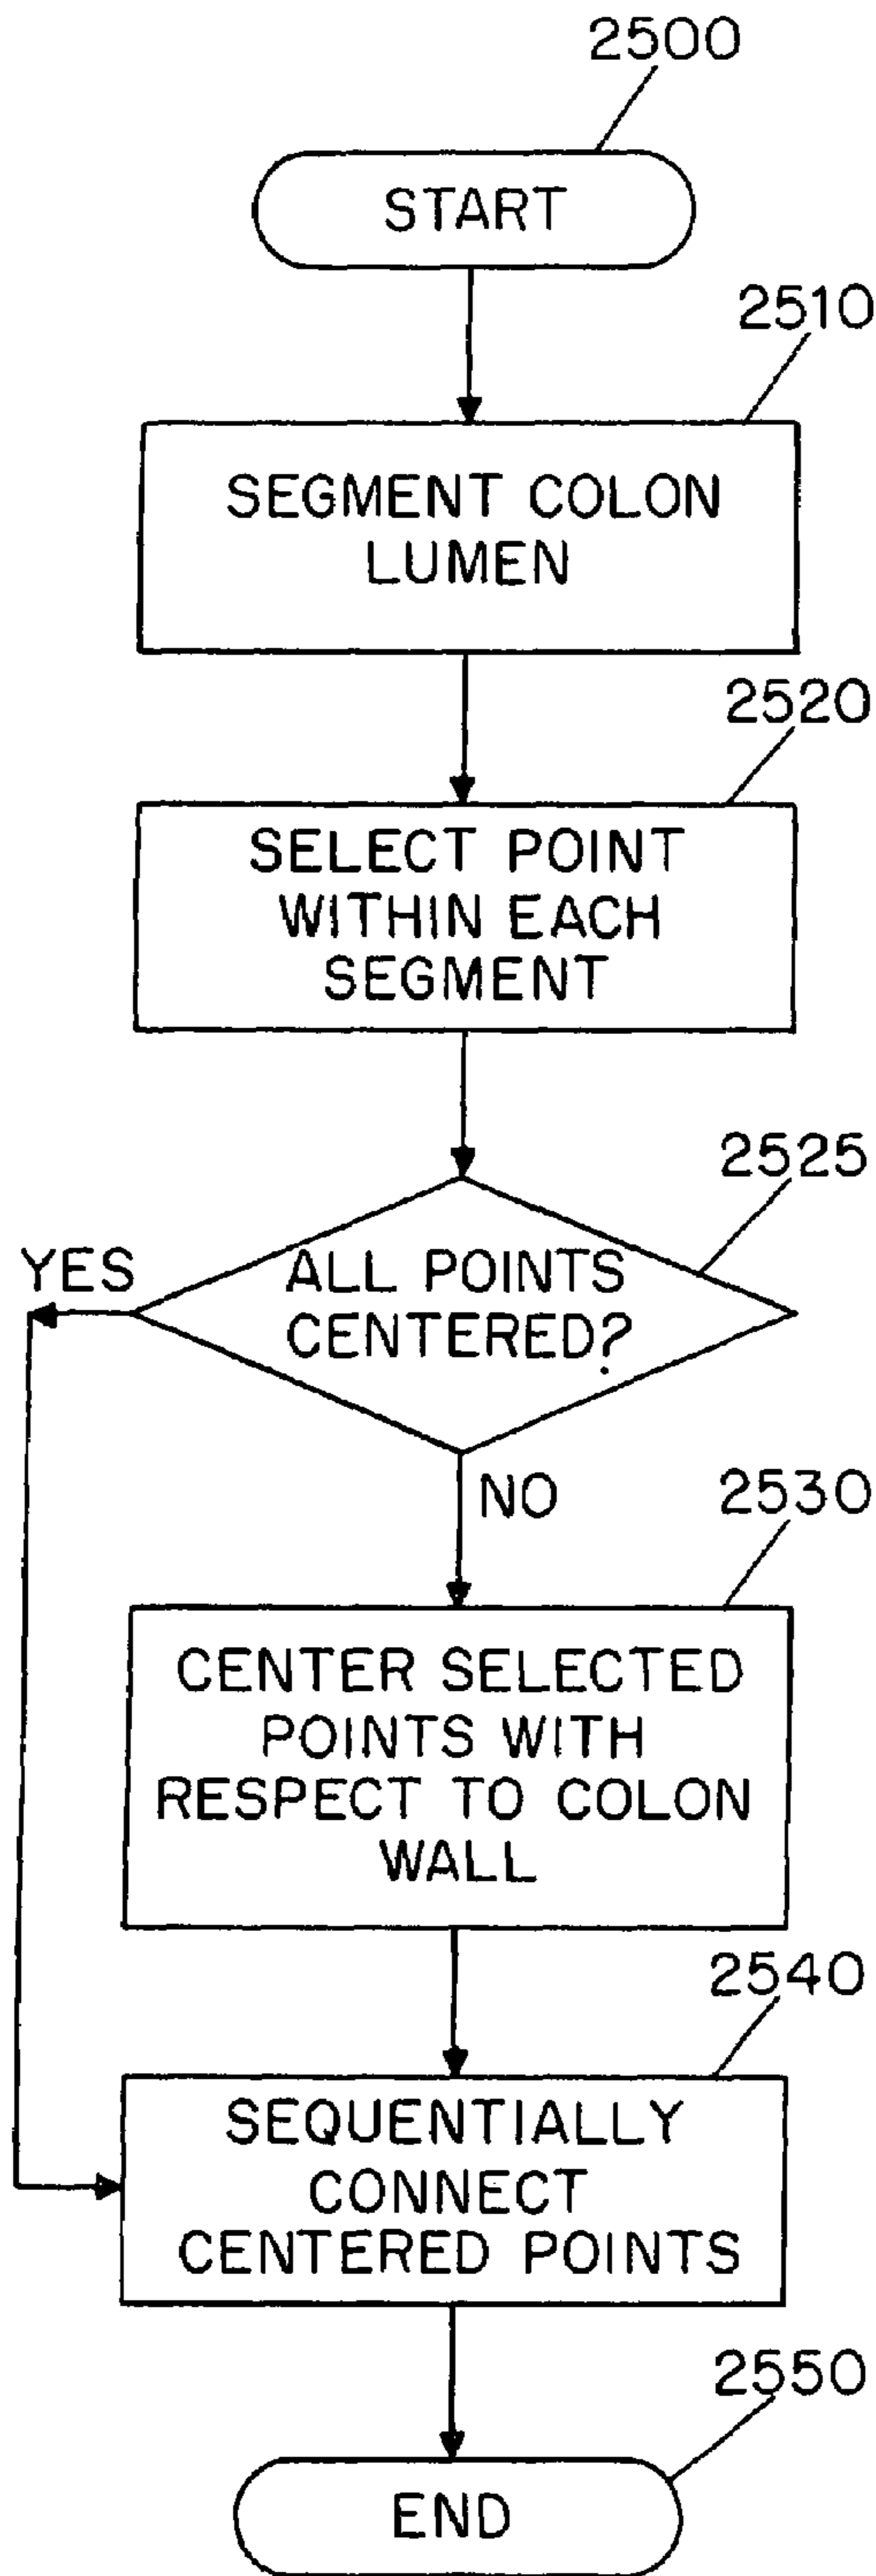 2500
START
2510
SEGMENT COLON
LUMEN
2520
SELECT POINT
WITHIN EACH
SEGMENT
2525
YES
ALL POINTS
CENTERED?
NO
2530
CENTER SELECTED
POINTS WITH
RESPECT TO COLON
WALL
2540
SEQUENTIALLY
CONNECT
CENTERED POINTS
2550
END